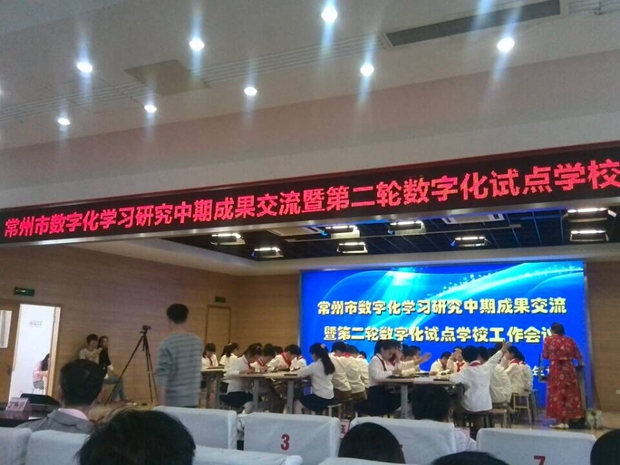 常州市数字化学习研究中期成果交流暨第二轮数字化试点学校
常州市数字化学习研究中期成果交流
暨第二轮数字化试点学校工作会议
3
7